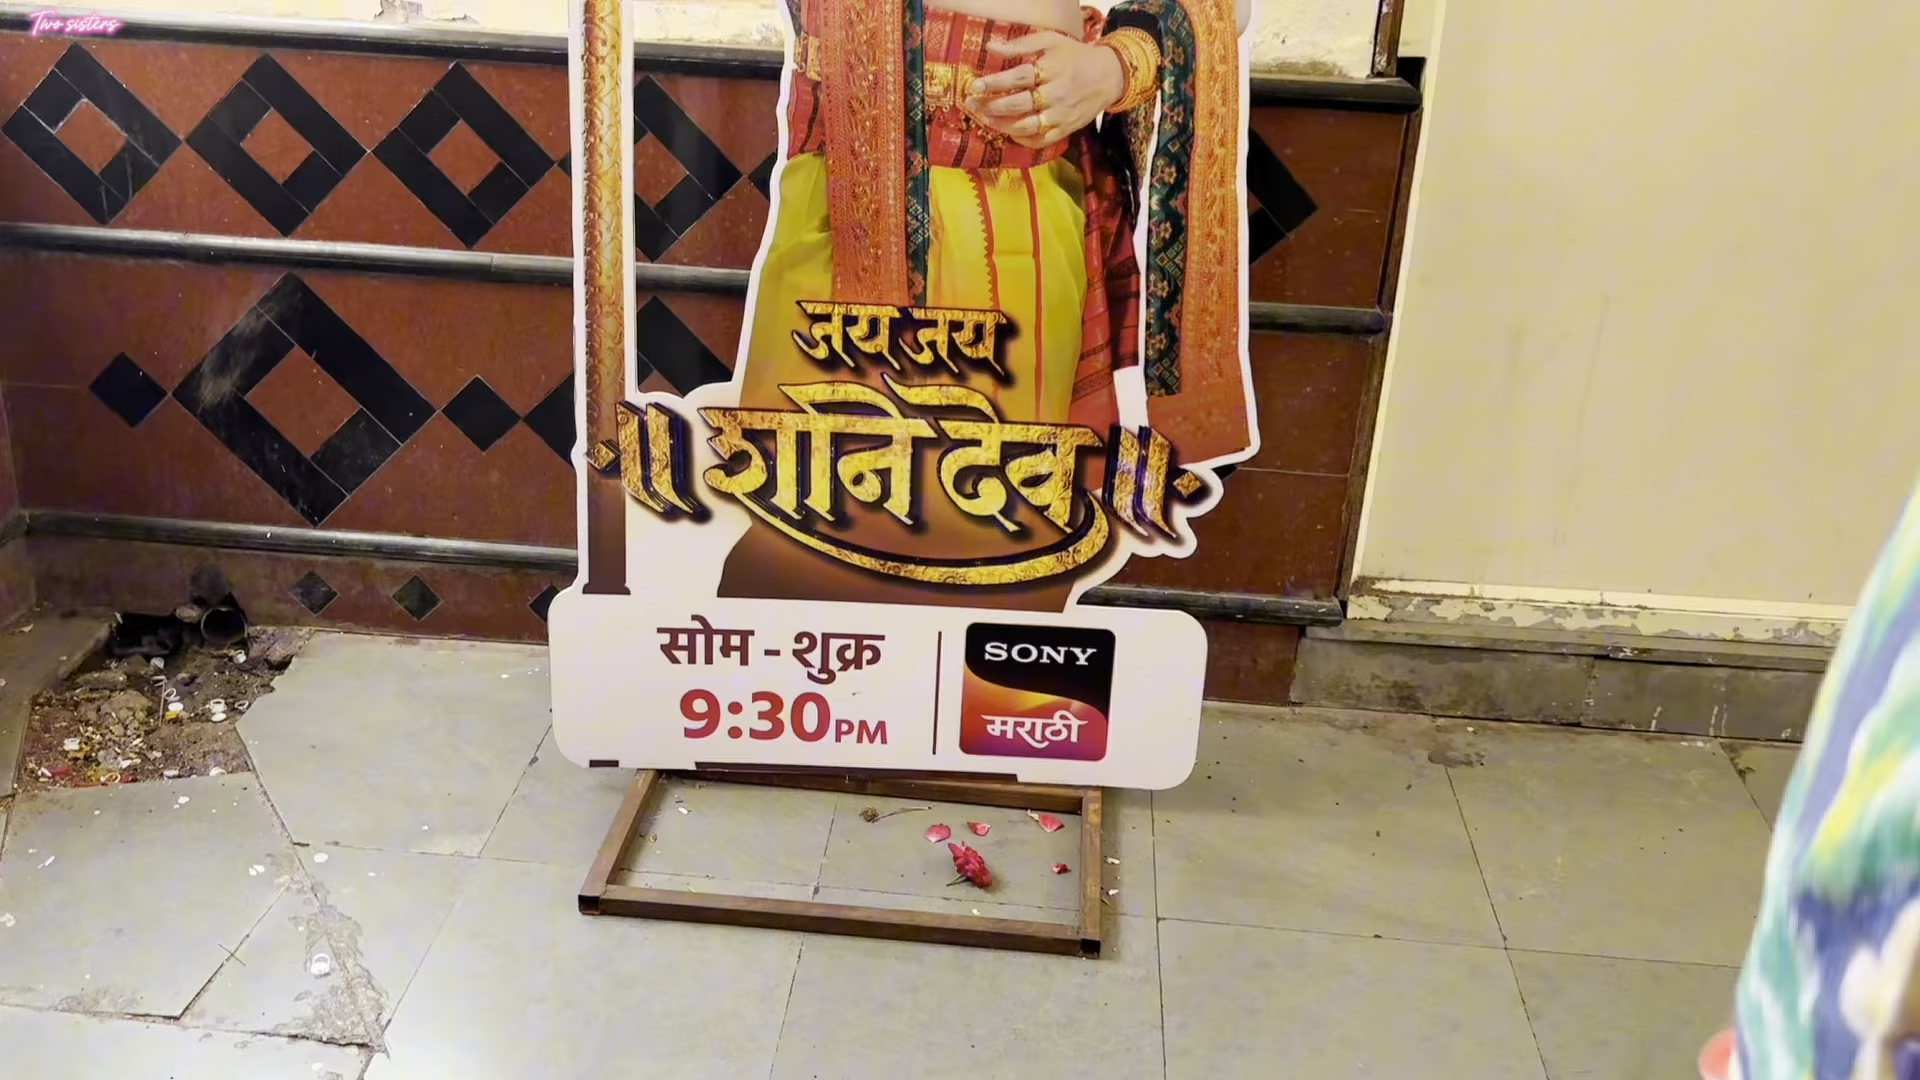 Two sisters
जय जय
॥ शनि देव ॥
सोम - शुक्र
9:30PM
SONY
मराठी